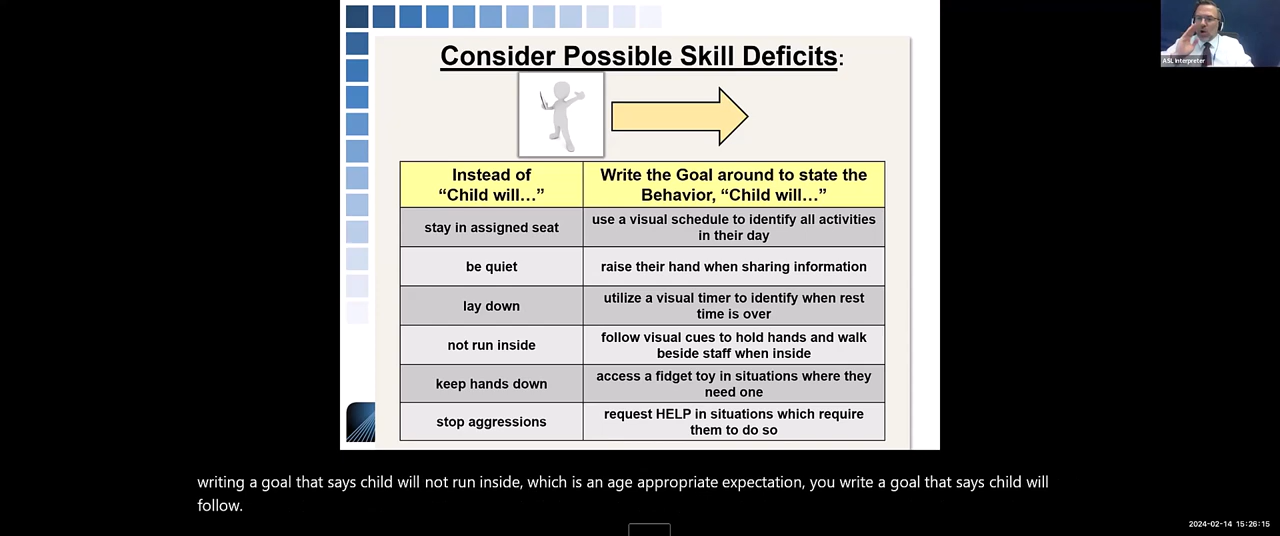 Consider Possible Skill Deficits:
Instead of
“Child will…”
Write the Goal around to state the
Behavior, “Child will…”
stay in assigned seat
use a visual schedule to identify all activities
in their day
be quiet
raise their hand when sharing information
lay down
utilize a visual timer to identify when rest
time is over
not run inside
follow visual cues to hold hands and walk
beside staff when inside
keep hands down
access a fidget toy in situations where they
need one
stop aggressions
request HELP in situations which require
them to do so
ASL Interpreter
writing a goal that says child will not run inside, which is an age appropriate expectation, you write a goal that says child will
follow.
2024-02-14 15:26:15